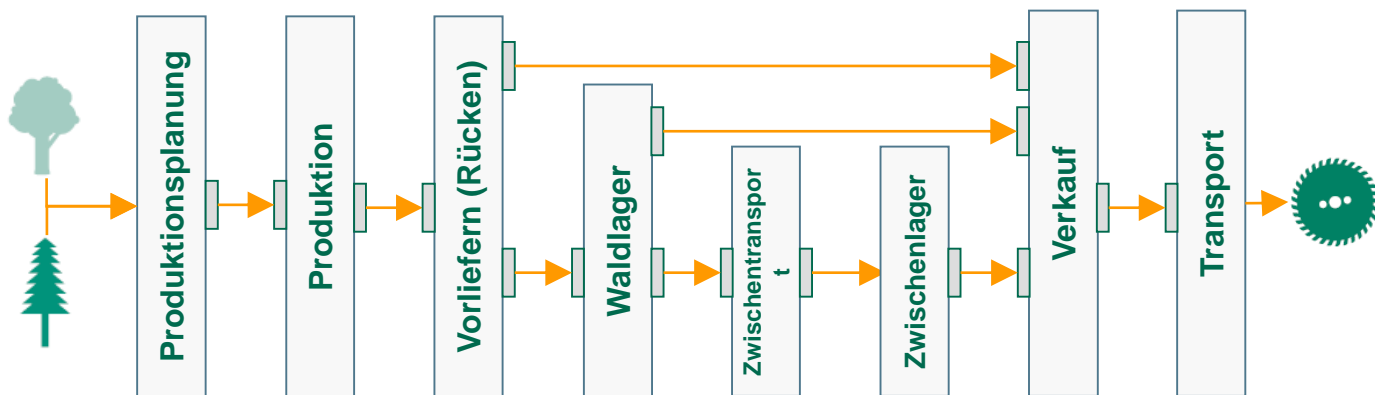 Produktionsplanung
Produktion
Vorliefern (Rücken)
Waldlager
Zwischentranspor
t
Zwischenlager
Verkauf
Transport